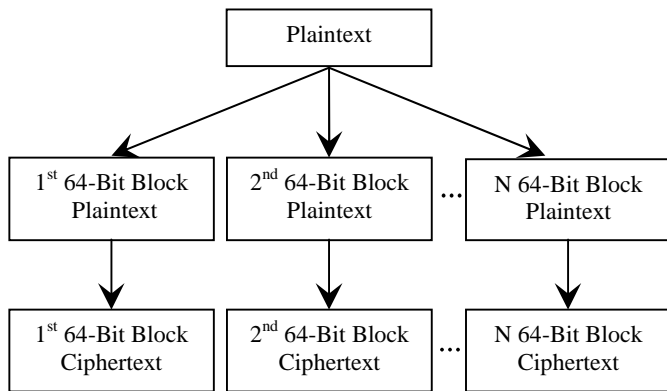 Plaintext
1st 64-Bit Block
Plaintext
2nd 64-Bit Block
Plaintext
...
N 64-Bit Block
Plaintext
1st 64-Bit Block
Ciphertext
2nd 64-Bit Block
Ciphertext
...
N 64-Bit Block
Ciphertext